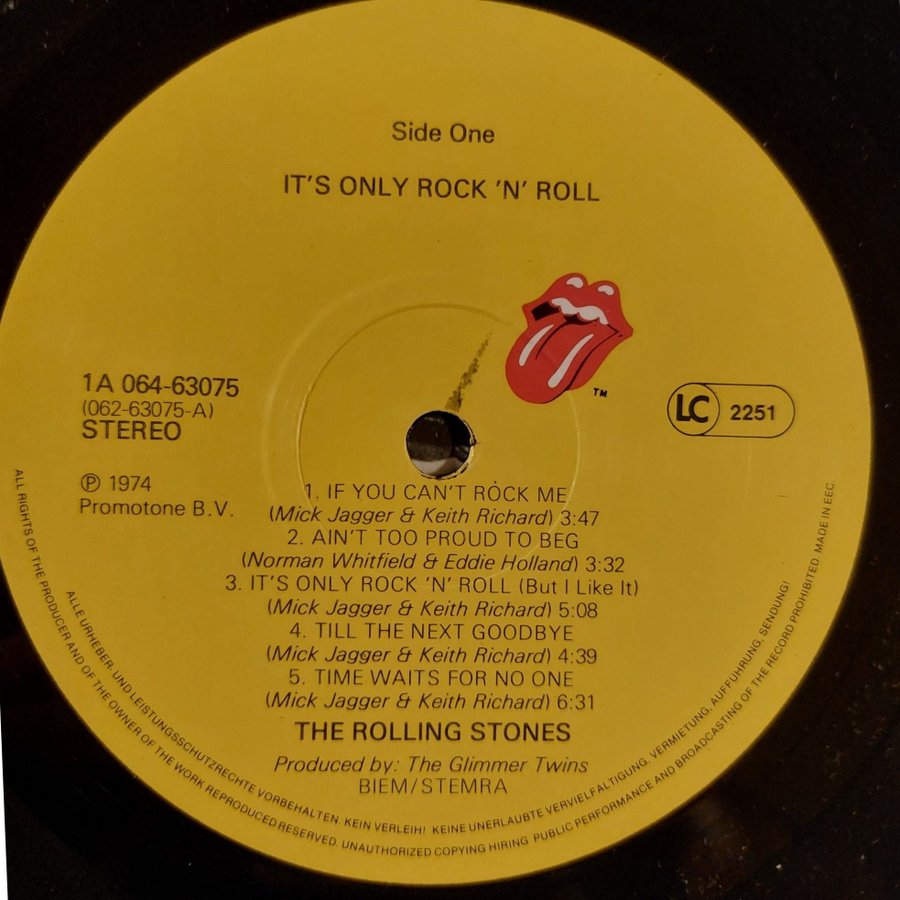 Side One
IT'S ONLY ROCK 'N' ROLL
TM
1A 064-63075
(062-63075-A)
STEREO
LC 2251
℗ 1974
Promotone B.V.
1. IF YOU CAN'T ROCK ME
(Mick Jagger & Keith Richard) 3:47
2. AIN'T TOO PROUD TO BEG
(Norman Whitfield & Eddie Holland) 3:32
3. IT'S ONLY ROCK 'N' ROLL (But I Like It)
(Mick Jagger & Keith Richard) 5:08
4. TILL THE NEXT GOODBYE
(Mick Jagger & Keith Richard) 4:39
5. TIME WAITS FOR NO ONE
(Mick Jagger & Keith Richard) 6:31
THE ROLLING STONES
Produced by: The Glimmer Twins
BIEM/STEMRA
ALLE URHEBER- UND LEISTUNGSSCHUTZRECHTE VORBEHALTEN. KEIN VERLEIH! KEINE UNERLAUBTE VERVIELFÄLTIGUNG, VERMIETUNG, AUFFÜHRUNG, SENDUNG!
ALL RIGHTS OF THE PRODUCER AND OF THE OWNER OF THE WORK REPRODUCED RESERVED. UNAUTHORIZED COPYING HIRING PUBLIC PERFORMANCE AND BROADCASTING OF THE RECORD PROHIBITED. MADE IN EEC.